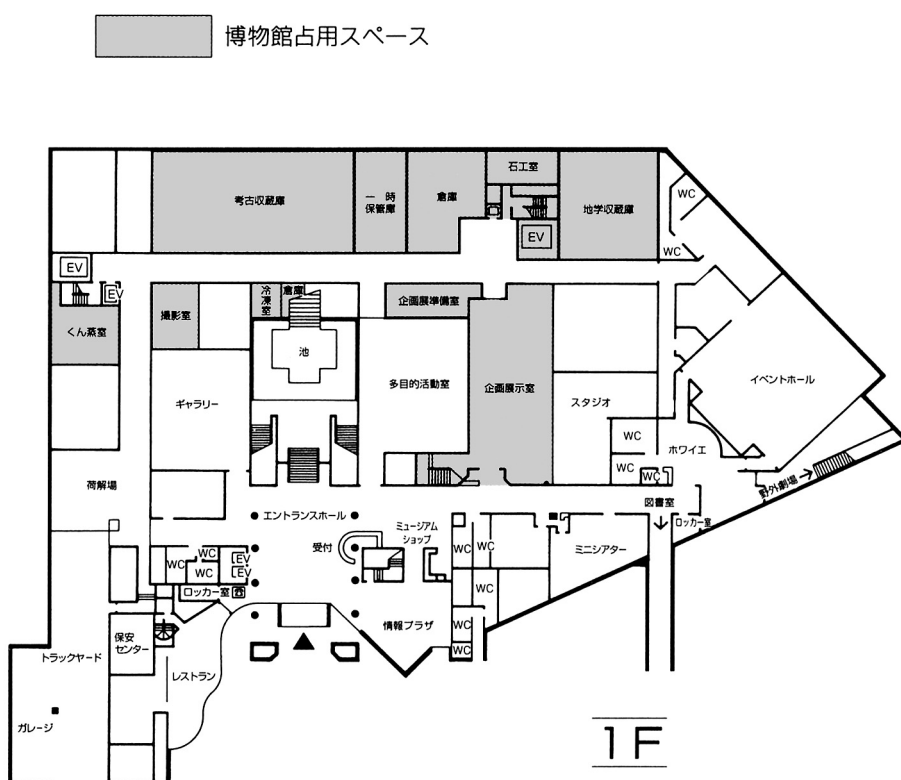 博物館占用スペース
石工室
考古収蔵庫
一時
保管庫
倉庫
地学収蔵庫
WC
EV
WC
EV
EV
冷凍室
倉庫
撮影室
企画展準備室
くん蒸室
池
多目的活動室
企画展示室
イベントホール
ギャラリー
スタジオ
WC
ホワイエ
WC
WC
荷解場
野外劇場
図書室
エントランスホール
ミュージアム
ショップ
ロッカー室
受付
ミニシアター
WC
WC
WC
EV
WC
EV
WC
ロッカー室
WC
情報プラザ
保安
センター
WC
トラックヤード
WC
レストラン
ガレージ
1F